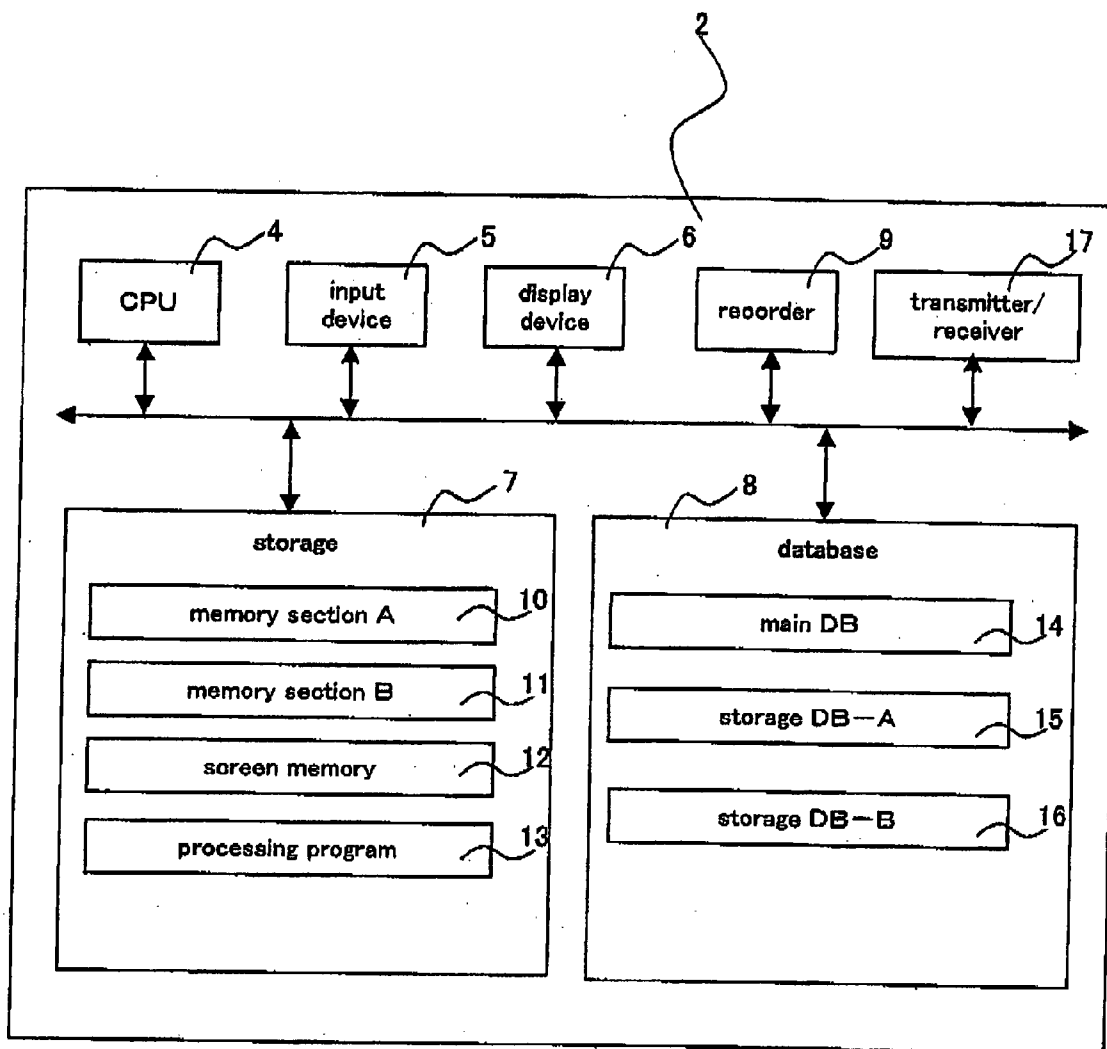 2
4
5
6
9
17
CPU
input
device
display
device
recorder
transmitter/
receiver
7
8
storage
database
memory section A
10
main DB
14
memory section B
11
storage DB-A
15
screen memory
12
storage DB-B
16
processing program
13